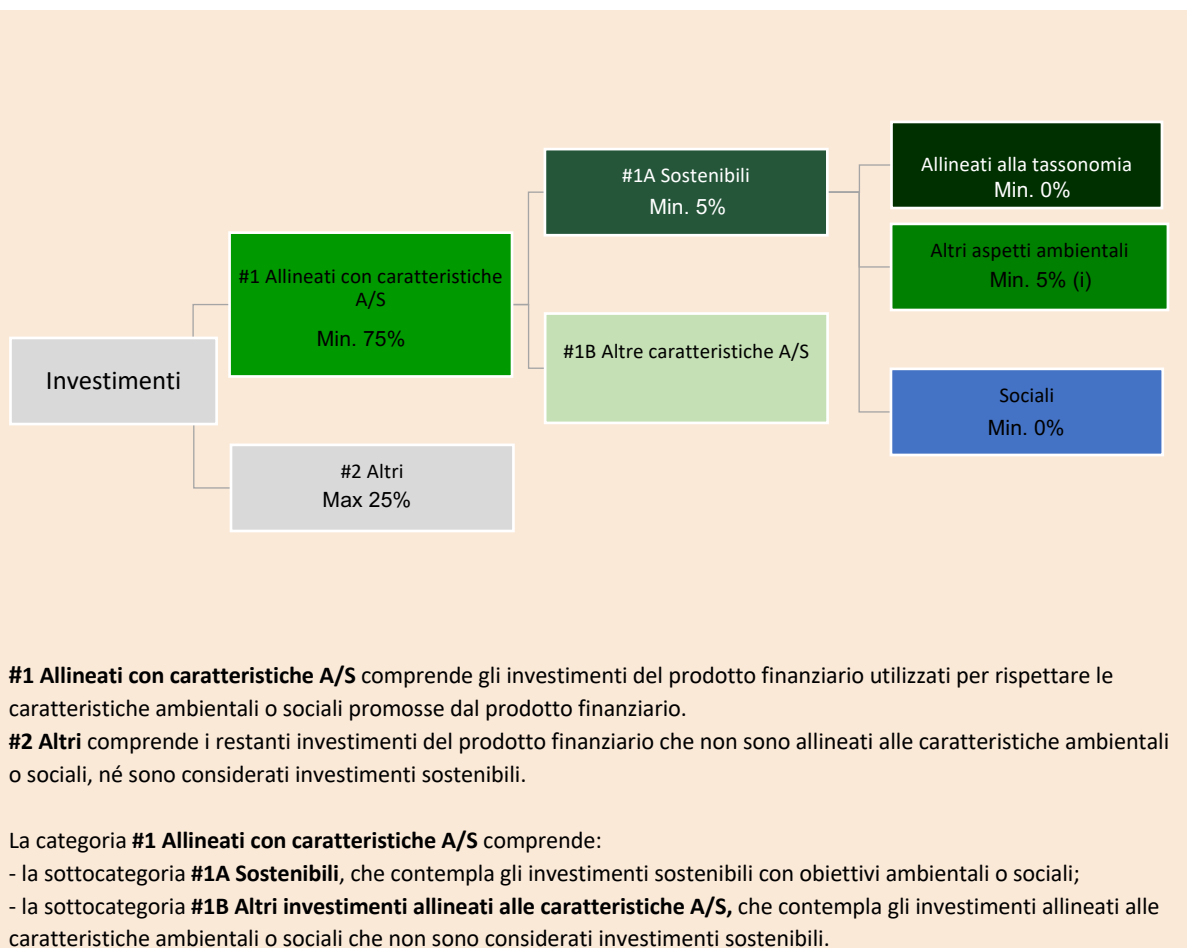 Investimenti
#1 Allineati con caratteristiche
A/S
Min. 75%
#2 Altri
Max 25%
#1A Sostenibili
Min. 5%
#1B Altre caratteristiche A/S
Allineati alla tassonomia
Min. 0%
Altri aspetti ambientali
Min. 5% (i)
Sociali
Min. 0%
#1 Allineati con caratteristiche A/S comprende gli investimenti del prodotto finanziario utilizzati per rispettare le
caratteristiche ambientali o sociali promosse dal prodotto finanziario.
#2 Altri comprende i restanti investimenti del prodotto finanziario che non sono allineati alle caratteristiche ambientali
o sociali, né sono considerati investimenti sostenibili.
La categoria #1 Allineati con caratteristiche A/S comprende:
- la sottocategoria #1A Sostenibili, che contempla gli investimenti sostenibili con obiettivi ambientali o sociali;
- la sottocategoria #1B Altri investimenti allineati alle caratteristiche A/S, che contempla gli investimenti allineati alle
caratteristiche ambientali o sociali che non sono considerati investimenti sostenibili.